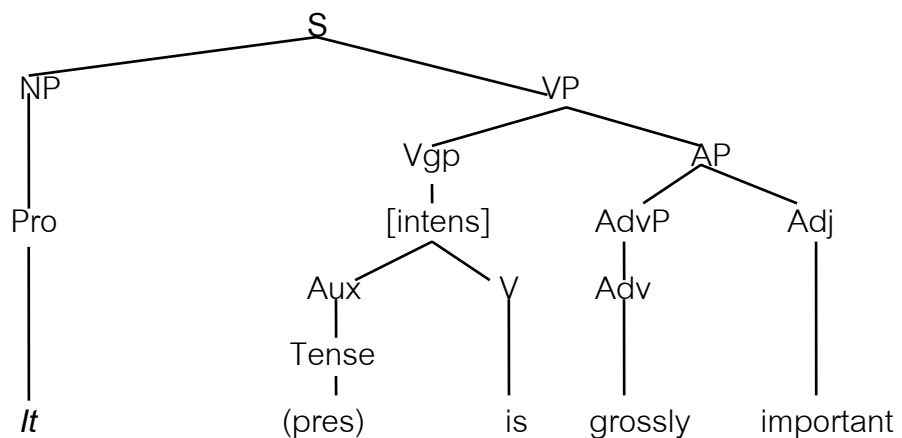 S
NP VP
Vgp AP
Pro [intens] AdvP Adj
Aux V Adv
Tense
It (pres) is grossly important